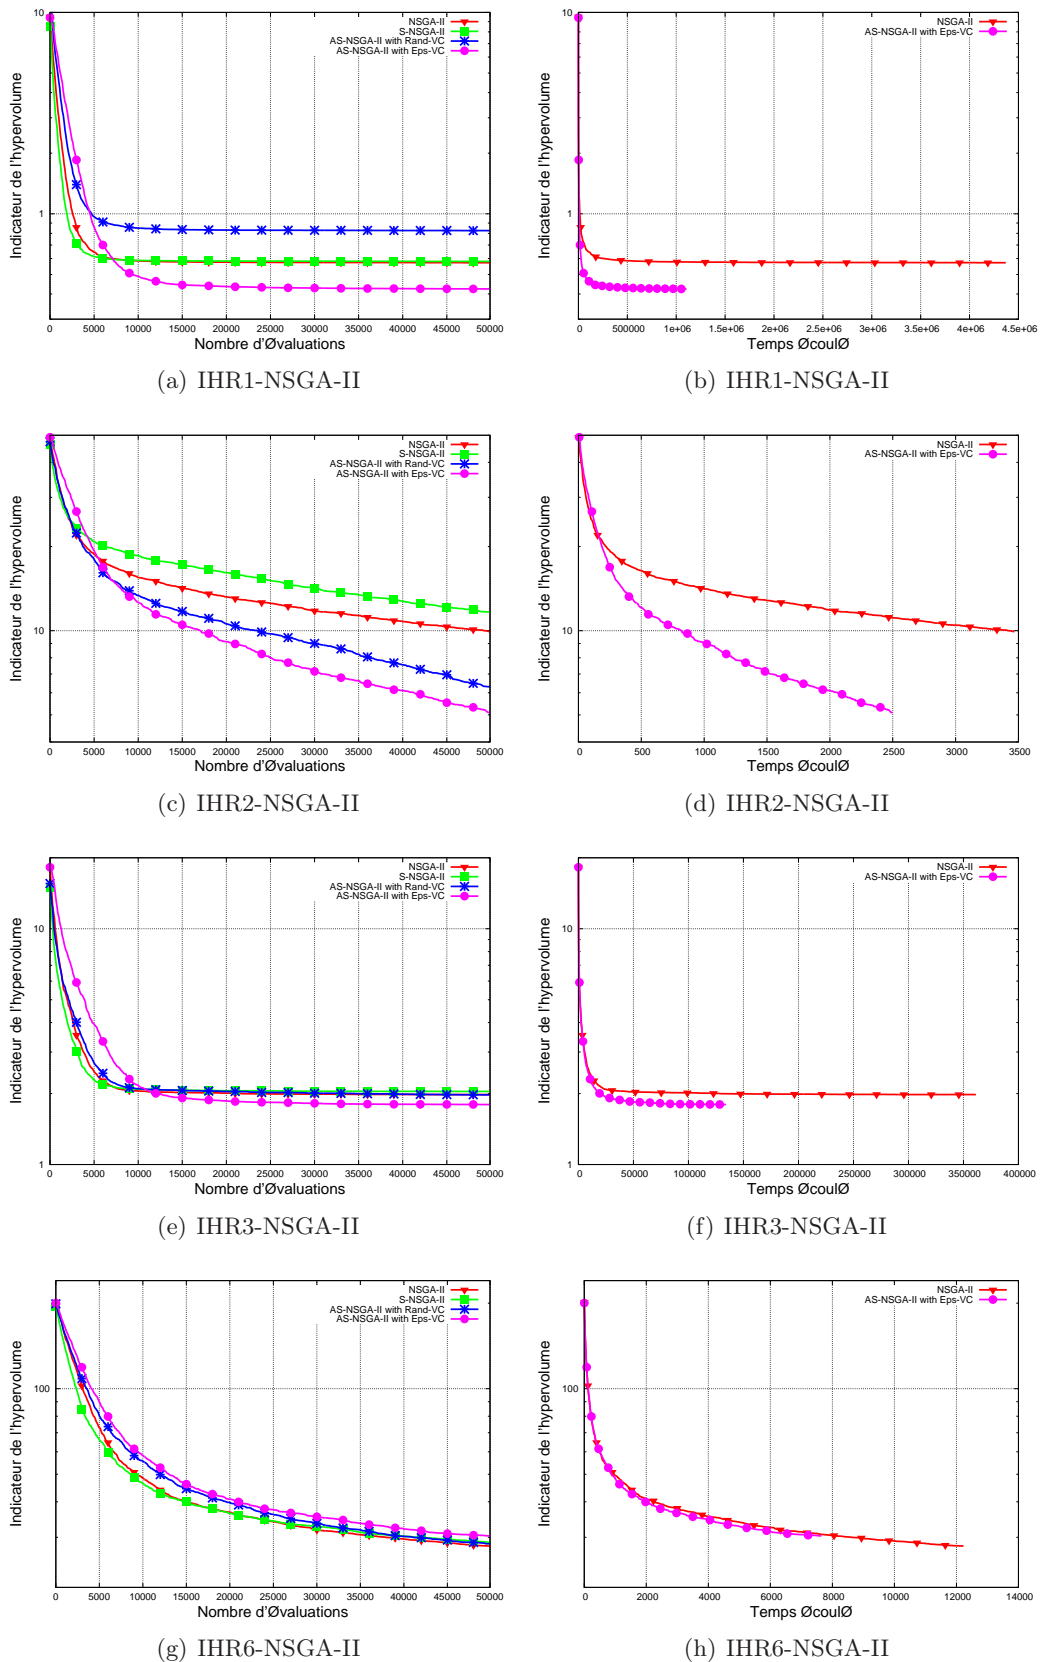 Indicateur de l'hypervolume
10
1
NSGA-II
S-NSGA-II
AS-NSGA-II with Rand-VC
AS-NSGA-II with Eps-VC
0 5000 10000 15000 20000 25000 30000 35000 40000 45000 50000
Nombre d'Øvaluations
(a) IHR1-NSGA-II
Indicateur de l'hypervolume
10
1
NSGA-II
AS-NSGA-II with Eps-VC
0 500000 1e+06 1.5e+06 2e+06 2.5e+06 3e+06 3.5e+06 4e+06 4.5e+06
Temps ØcoulØ
(b) IHR1-NSGA-II
Indicateur de l'hypervolume
10
NSGA-II
S-NSGA-II
AS-NSGA-II with Rand-VC
AS-NSGA-II with Eps-VC
0 5000 10000 15000 20000 25000 30000 35000 40000 45000 50000
Nombre d'Øvaluations
(c) IHR2-NSGA-II
Indicateur de l'hypervolume
10
NSGA-II
AS-NSGA-II with Eps-VC
0 500 1000 1500 2000 2500 3000 3500
Temps ØcoulØ
(d) IHR2-NSGA-II
Indicateur de l'hypervolume
10
1
NSGA-II
S-NSGA-II
AS-NSGA-II with Rand-VC
AS-NSGA-II with Eps-VC
0 5000 10000 15000 20000 25000 30000 35000 40000 45000 50000
Nombre d'Øvaluations
(e) IHR3-NSGA-II
Indicateur de l'hypervolume
10
1
NSGA-II
AS-NSGA-II with Eps-VC
0 50000 100000 150000 200000 250000 300000 350000 400000
Temps ØcoulØ
(f) IHR3-NSGA-II
Indicateur de l'hypervolume
100
NSGA-II
S-NSGA-II
AS-NSGA-II with Rand-VC
AS-NSGA-II with Eps-VC
0 5000 10000 15000 20000 25000 30000 35000 40000 45000 50000
Nombre d'Øvaluations
(g) IHR6-NSGA-II
Indicateur de l'hypervolume
100
NSGA-II
AS-NSGA-II with Eps-VC
0 2000 4000 6000 8000 10000 12000 14000
Temps ØcoulØ
(h) IHR6-NSGA-II